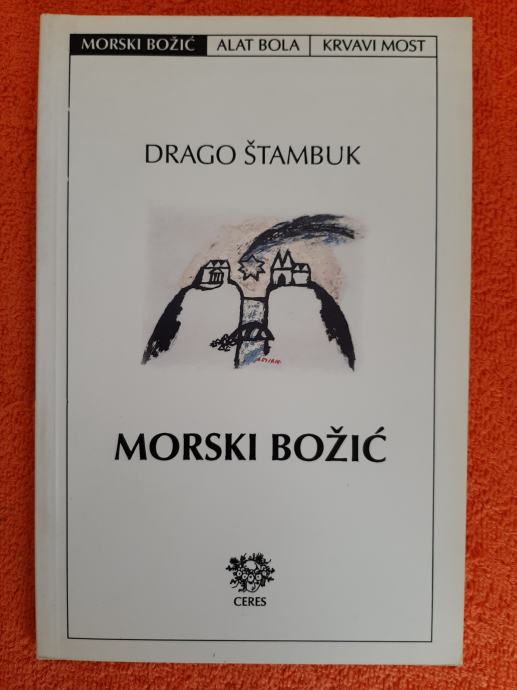 MORSKI BOŽIĆ ALAT BOLA KRVAVI MOST
DRAGO ŠTAMBUK
MORSKI BOŽIĆ
CERES